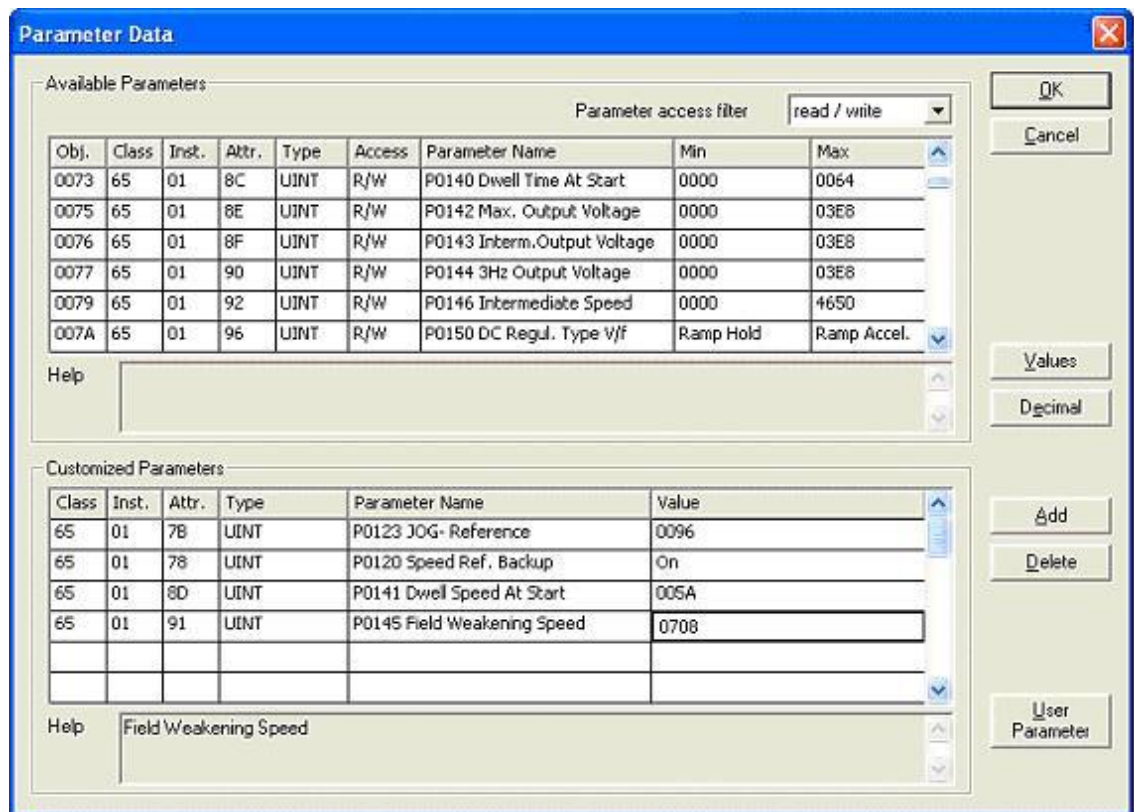 Parameter Data
Available Parameters
Parameter access filter read / write
Obj. Class Inst. Attr. Type Access Parameter Name Min Max
0073 65 01 8C UINT R/W P0140 Dwell Time At Start 0000 0064
0075 65 01 8E UINT R/W P0142 Max. Output Voltage 0000 03E8
0076 65 01 8F UINT R/W P0143 Interm.Output Voltage 0000 03E8
0077 65 01 90 UINT R/W P0144 3Hz Output Voltage 0000 03E8
0079 65 01 92 UINT R/W P0146 Intermediate Speed 0000 4650
007A 65 01 96 UINT R/W P0150 DC Regul. Type V/f Ramp Hold Ramp Accel.
Help
Customized Parameters
Class Inst. Attr. Type Parameter Name Value
65 01 7B UINT P0123 JOG- Reference 0096
65 01 78 UINT P0120 Speed Ref. Backup On
65 01 8D UINT P0141 Dwell Speed At Start 005A
65 01 91 UINT P0145 Field Weakening Speed 0708
Help Field Weakening Speed
OK
Cancel
Values
Decimal
Add
Delete
User
Parameter